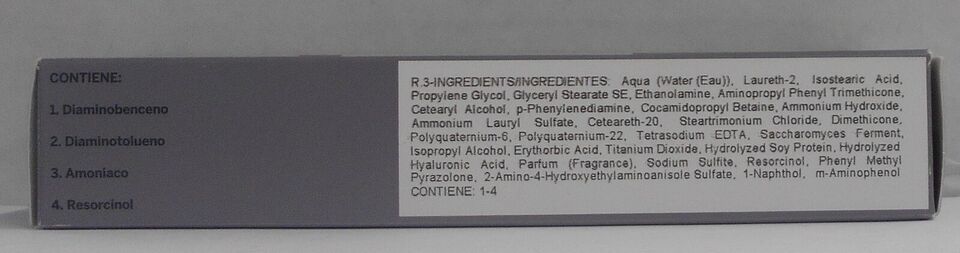 CONTIENE:
1. Diaminobenceno
2. Diaminotolueno
3. Amoniaco
4. Resorcinol
R.3-INGREDIENTS/INGREDIENTES: Aqua (Water (Eau)), Laureth-2, Isostearic Acid,
Propylene Glycol, Glyceryl Stearate SE, Ethanolamine, Aminopropyl Phenyl Trimethicone,
Cetearyl Alcohol, p-Phenylenediamine, Cocamidopropyl Betaine, Ammonium Hydroxide,
Ammonium Lauryl Sulfate, Ceteareth-20, Steartrimonium Chloride, Dimethicone,
Polyquaternium-6, Polyquaternium-22, Tetrasodium EDTA, Saccharomyces Ferment,
Isopropyl Alcohol, Erythorbic Acid, Titanium Dioxide, Hydrolyzed Soy Protein, Hydrolyzed
Hyaluronic Acid, Parfum (Fragrance), Sodium Sulfite, Resorcinol, Phenyl Methyl
Pyrazolone, 2-Amino-4-Hydroxyethylaminoanisole Sulfate, 1-Naphthol, m-Aminophenol
CONTIENE: 1-4